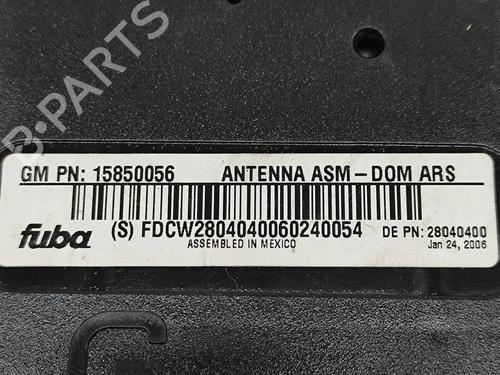 B-PARTS
GM PN: 15850056 ANTENNA ASM – DOM ARS
fuba (S) FDCW2804040060240054 DE PN: 28040400
ASSEMBLED IN MEXICO Jan 24, 2006